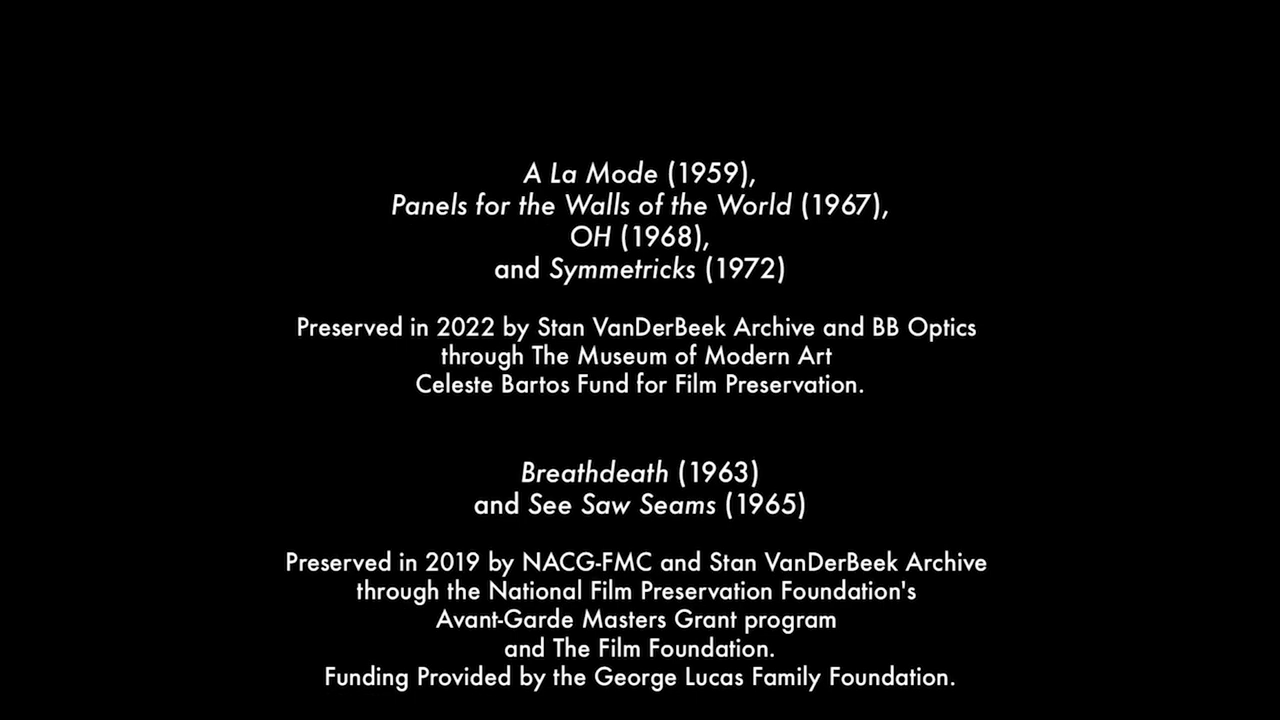 A La Mode (1959),
Panels for the Walls of the World (1967),
OH (1968),
and Symmetricks (1972)
Preserved in 2022 by Stan VanDerBeek Archive and BB Optics
through The Museum of Modern Art
Celeste Bartos Fund for Film Preservation.
Breathdeath (1963)
and See Saw Seams (1965)
Preserved in 2019 by NACG-FMC and Stan VanDerBeek Archive
through the National Film Preservation Foundation's
Avant-Garde Masters Grant program
and The Film Foundation.
Funding Provided by the George Lucas Family Foundation.